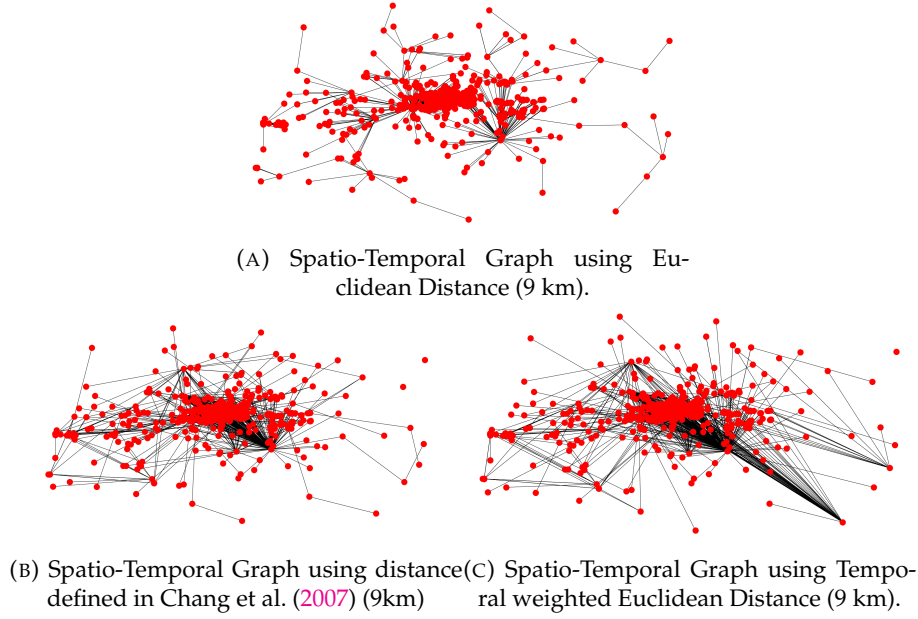 (A) Spatio-Temporal Graph using Eu-
clidean Distance (9 km).
(B) Spatio-Temporal Graph using distance
defined in Chang et al. (2007) (9km)
(C) Spatio-Temporal Graph using Tempo-
ral weighted Euclidean Distance (9 km).